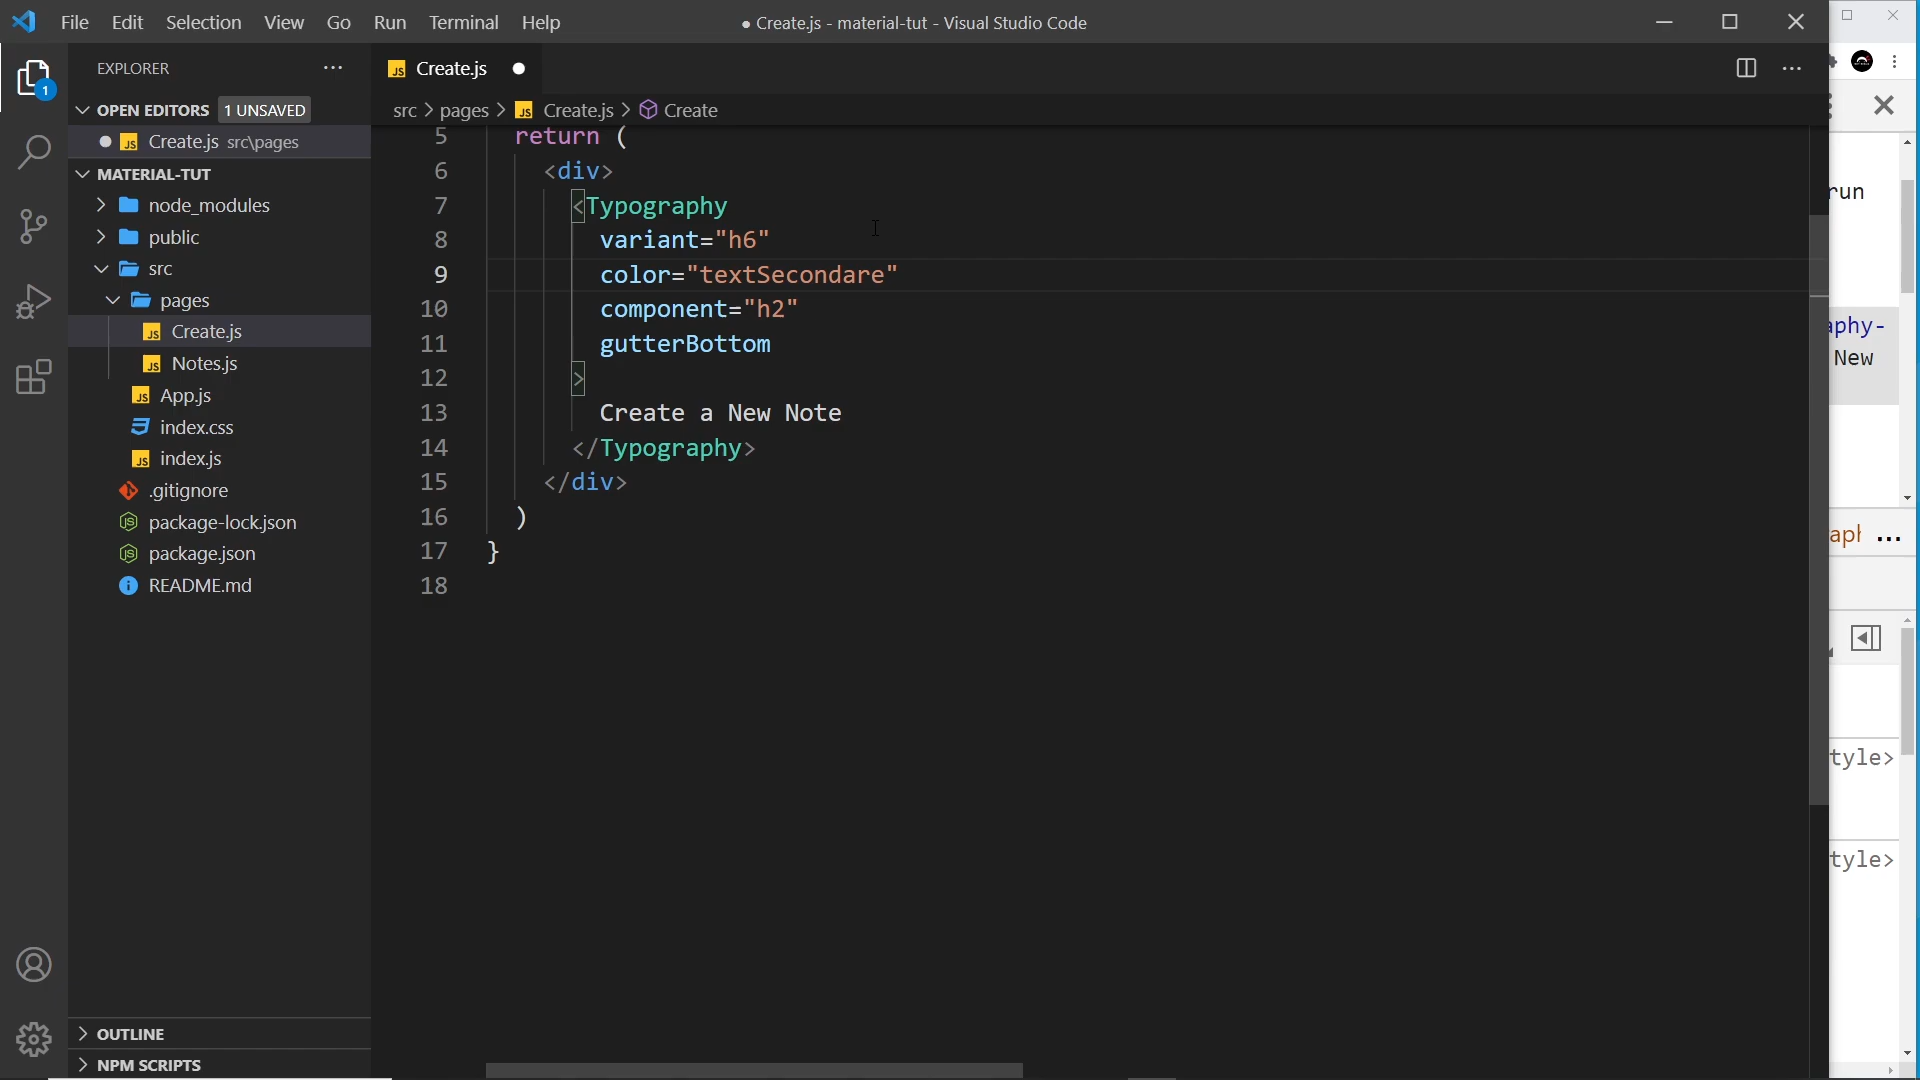 File Edit Selection View Go Run Terminal Help
● Create.js - material-tut - Visual Studio Code
EXPLORER
OPEN EDITORS 1 UNSAVED
Create.js src\pages
MATERIAL-TUT
node_modules
public
src
pages
Create.js
Notes.js
App.js
index.css
index.js
.gitignore
package-lock.json
package.json
README.md
OUTLINE
NPM SCRIPTS
1
JS Create.js
src > pages > JS Create.js > Create
5 return (
6 <div>
7 <Typography
8 variant="h6"
9 color="textSecondare"
10 component="h2"
11 gutterBottom
12 >
13 Create a New Note
14 </Typography>
15 </div>
16 )
17 }
18
run
aphy-
New
aph ...
tyle>
tyle>